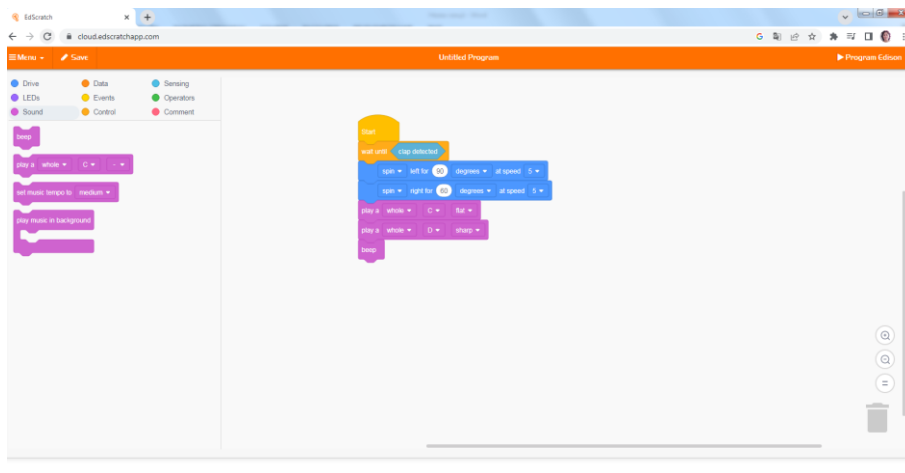 EdScratch
cloud.edscratchapp.com
Menu Save Untitled Program Program Edison
Drive Data Sensing
LEDs Events Operators
Sound Control Comment
beep
play a whole C -
set music tempo to medium
play music in background
Start
wait until clap detected
spin left for 90 degrees at speed 5
spin right for 60 degrees at speed 5
play a whole C flat
play a whole D sharp
beep